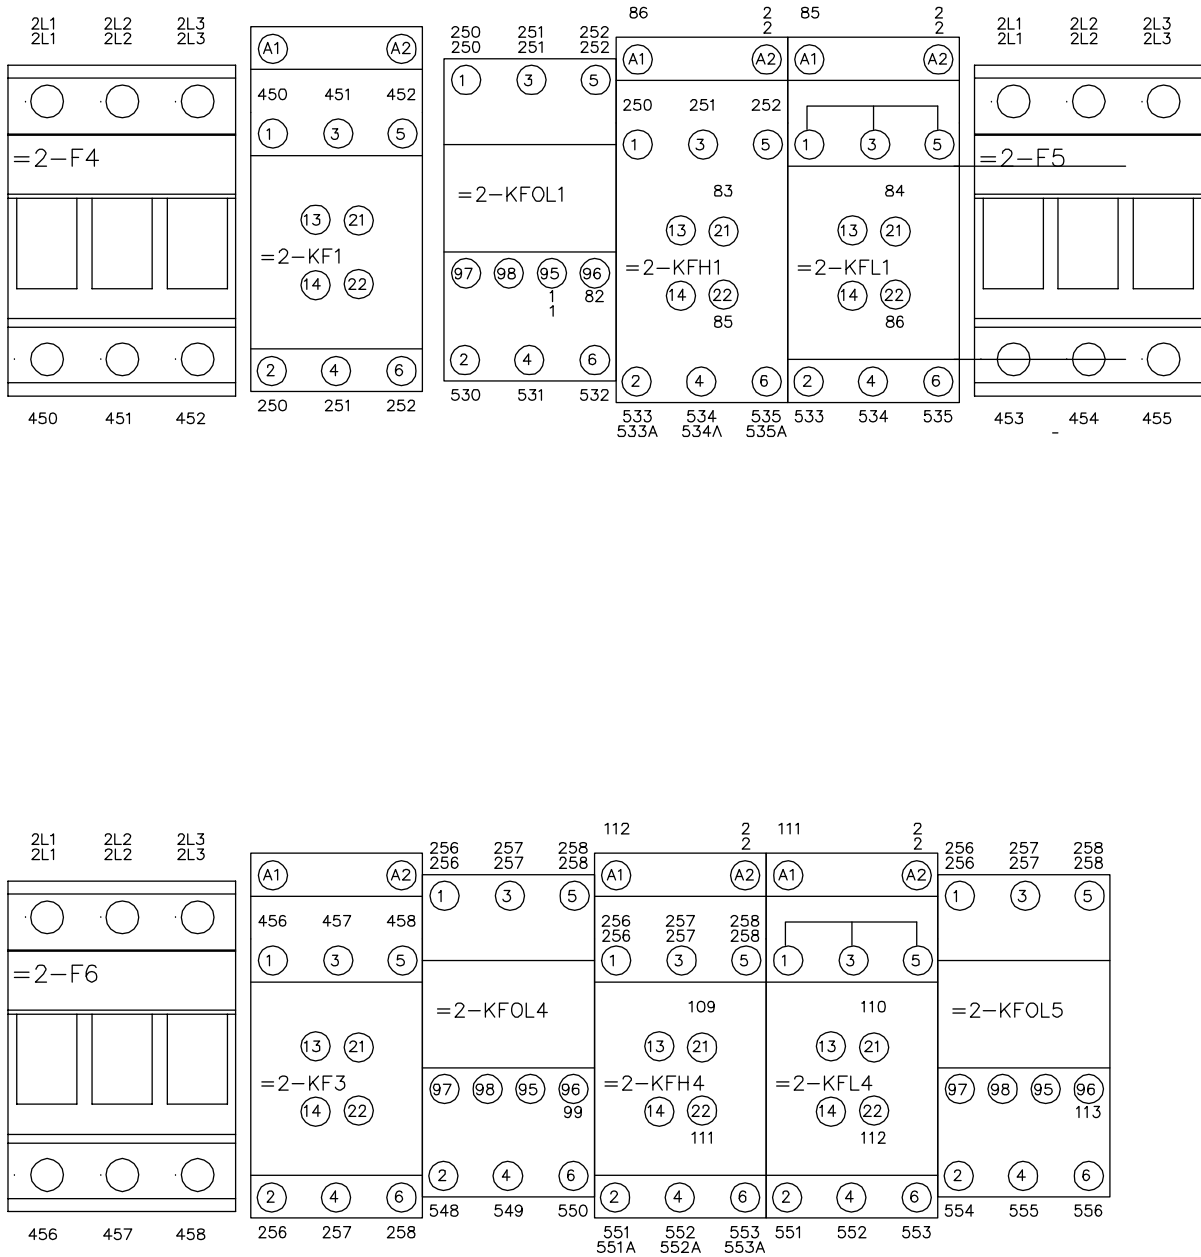 86 2 85 2
2L1 2L2 2L3 250 251 252 2 2 2L1 2L2 2L3
2L1 2L2 2L3 250 251 252 2L1 2L2 2L3
A1 A2 A1 A2 A1 A2
1 3 5
450 451 452 250 251 252
1 3 5 1 3 5 1 3 5
=2-F4 =2-F5
=2-KFOL1 83 84
13 21 13 21 13 21
=2-KF1 =2-KFH1 =2-KFL1
97 98 95 96
14 22 14 22 14 22
1 82
1 85 86
2 4 6
2 4 6 2 4 6 2 4 6
530 531 532
250 251 252
450 451 452 533 534 535 533 534 535 453 454 455
533A 535A -
112 2 111 2
2L1 2L2 2L3 256 257 258 2 2 256 257 258
2L1 2L2 2L3 256 257 258 256 257 258
A1 A2 A1 A2 A1 A2
1 3 5 1 3 5
456 457 458 256 257 258
256 257 258
1 3 5 1 3 5 1 3 5
=2-F6
=2-KFOL4 109 110 =2-KFOL5
13 21 13 21 13 21
=2-KF3 =2-KFH4 =2-KFL4
97 98 95 96 97 98 95 96
14 22 99 14 22 14 22 113
111 112
2 4 6 2 4 6
2 4 6 2 4 6 2 4 6
548 549 550 554 555 556
456 457 458 256 257 258 551 552 553 551 552 553
551A 552A 553A